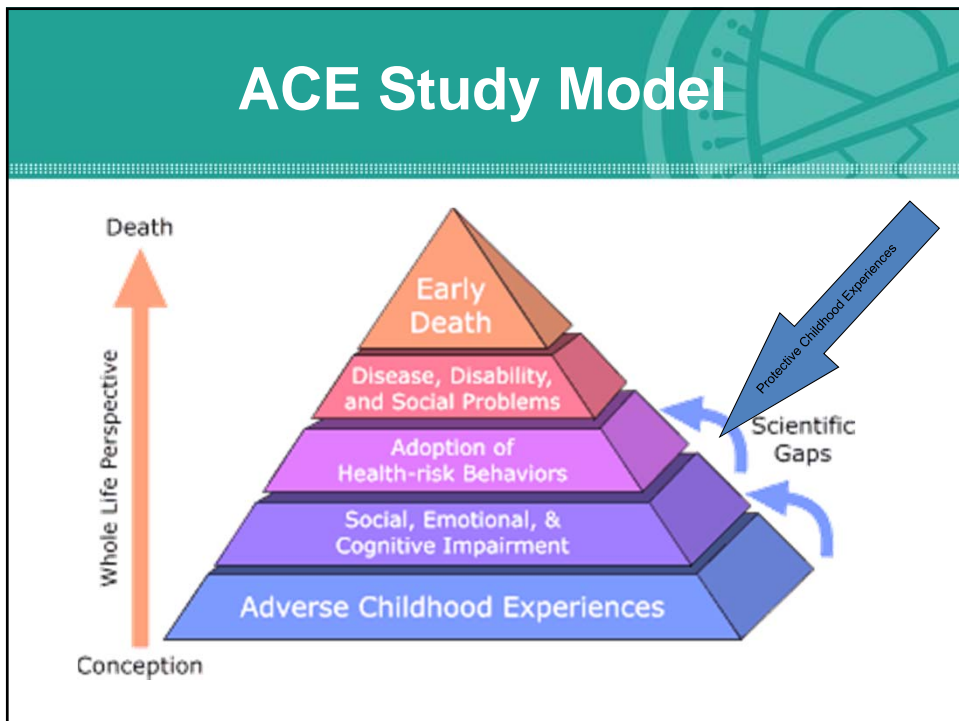 ACE Study Model
Death
Whole Life Perspective
Conception
Early
Death
Disease, Disability,
and Social Problems
Adoption of
Health-risk Behaviors
Social, Emotional, &
Cognitive Impairment
Adverse Childhood Experiences
Protective Childhood Experiences
Scientific
Gaps